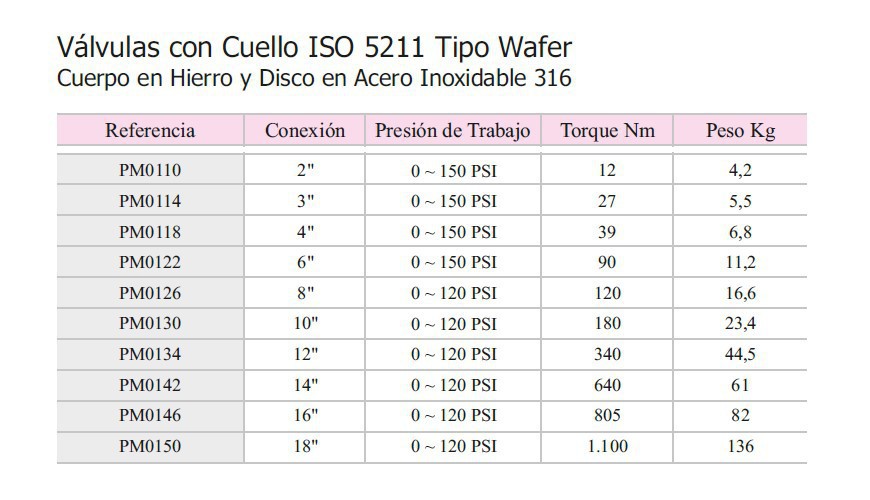 Válvulas con Cuello ISO 5211 Tipo Wafer
Cuerpo en Hierro y Disco en Acero Inoxidable 316
Referencia Conexión Presión de Trabajo Torque Nm Peso Kg
PM0110 2" 0 ~ 150 PSI 12 4,2
PM0114 3" 0 ~ 150 PSI 27 5,5
PM0118 4" 0 ~ 150 PSI 39 6,8
PM0122 6" 0 ~ 150 PSI 90 11,2
PM0126 8" 0 ~ 120 PSI 120 16,6
PM0130 10" 0 ~ 120 PSI 180 23,4
PM0134 12" 0 ~ 120 PSI 340 44,5
PM0142 14" 0 ~ 120 PSI 640 61
PM0146 16" 0 ~ 120 PSI 805 82
PM0150 18" 0 ~ 120 PSI 1.100 136